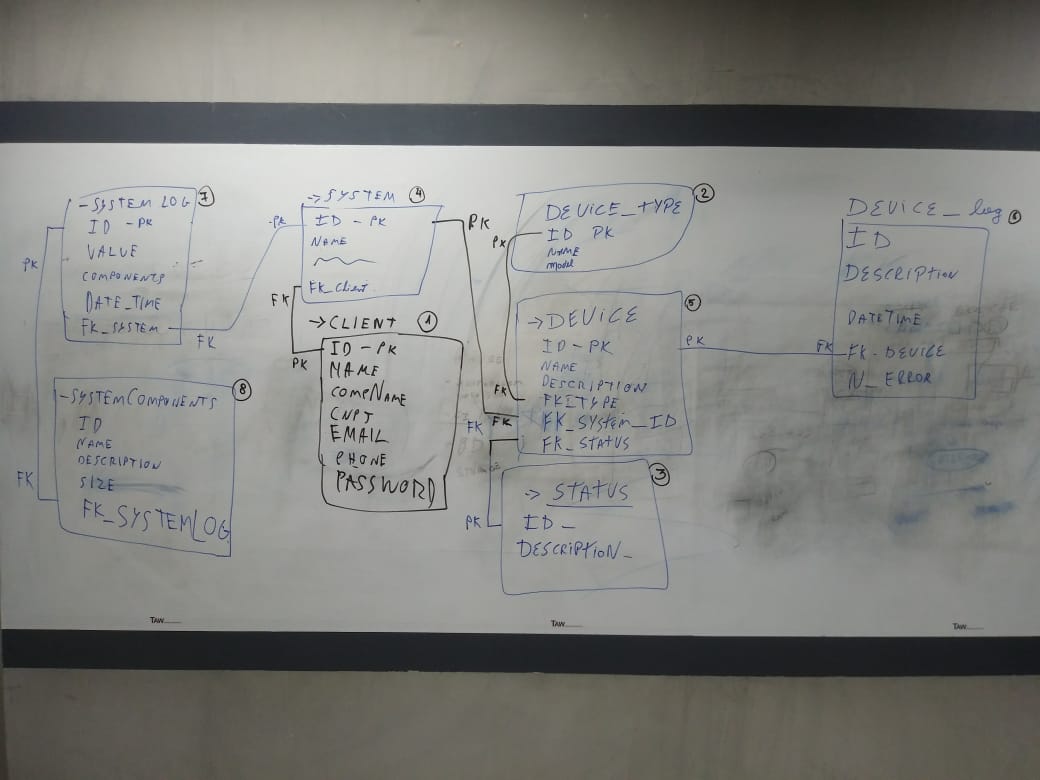 - SYSTEM LOG 7
ID - PK
VALUE
COMPONENTS
DATE_TIME
FK_SYSTEM
PK
FK
FK
- SYSTEM COMPONENTS 8
ID
NAME
DESCRIPTION
SIZE
FK_SYSTEMLOG
-> SYSTEM 4
PK
ID - PK
NAME
FK_Client
PK
FK
PK
-> CLIENT 1
ID - PK
NAME
COMPNAME
CNPJ
EMAIL
PHONE
PASSWORD
DEVICE_TYPE 2
PK
ID PK
NAME
model
-> DEVICE 5
ID - PK
NAME
DESCRIPTION
FKITYPE
FK_System_ID
FK_STATUS
FK
FK
FK
PK
-> STATUS 3
ID -
DESCRIPTION -
PK
DEVICE_log 6
ID
DESCRIPTION
DATETIME
FK - DEVICE
N_ERROR
FK
TAW
TAW
TAW